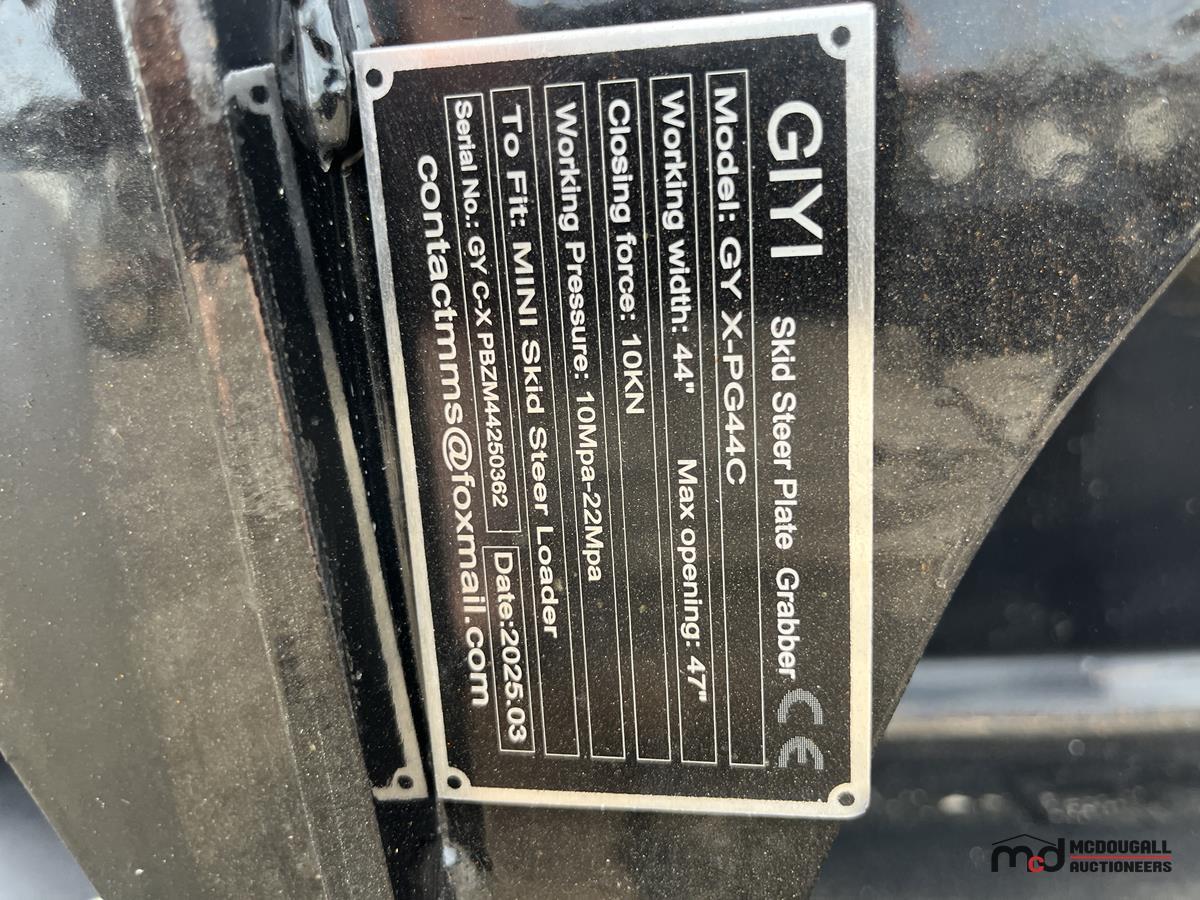 GIYI Skid Steer Plate Grabber CE
Model: GY X-PG44C
Working width: 44" Max opening: 47"
Closing force: 10KN
Working Pressure: 10Mpa-22Mpa
To Fit: MINI Skid Steer Loader
Serial No.: GY C-X PBZM44250362 Date:2025.03
contactmms@foxmail.com
mcd MCDOUGALL
AUCTIONEERS